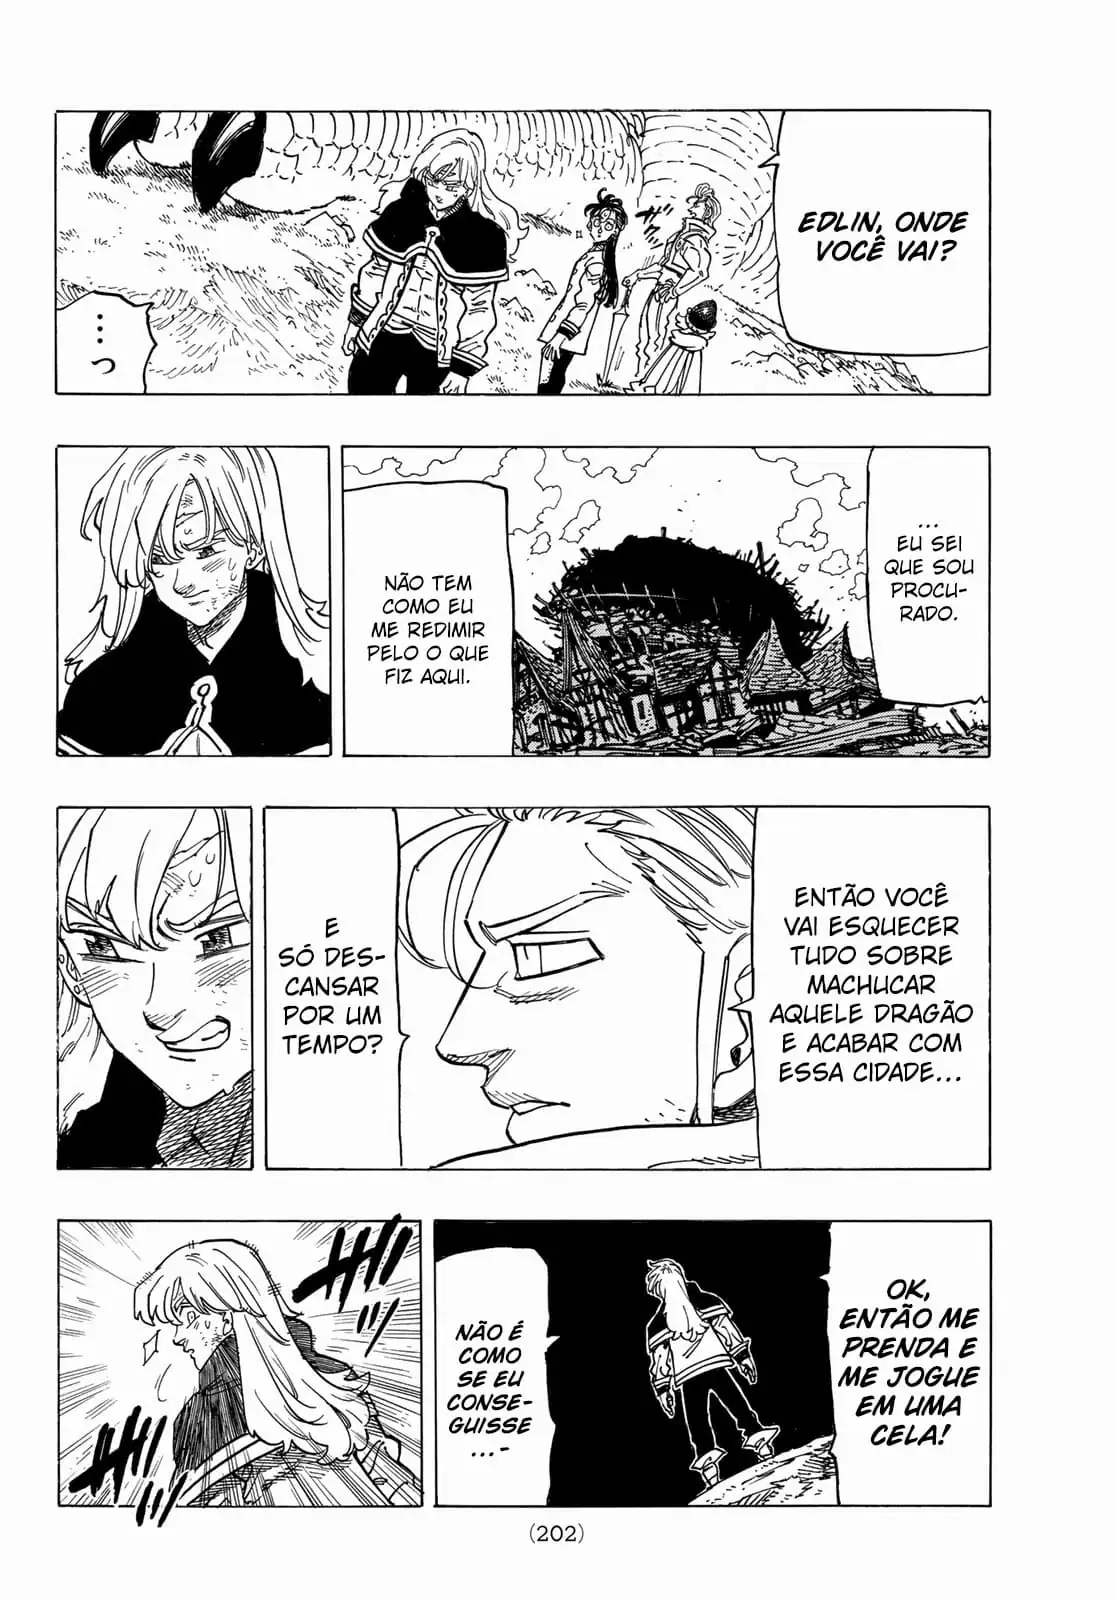 EDLIN, ONDE
VOCÊ VAI?
…っ
...
EU SEI
QUE SOU
PROCU-
RADO.
NÃO TEM
COMO EU
ME REDIMIR
PELO O QUE
FIZ AQUI.
ENTÃO VOCÊ
VAI ESQUECER
TUDO SOBRE
MACHUCAR
AQUELE DRAGÃO
E ACABAR COM
ESSA CIDADE...
E
SÓ DES-
CANSAR
POR UM
TEMPO?
OK,
ENTÃO ME
PRENDA E
ME JOGUE
EM UMA
CELA!
NÃO É
COMO
SE EU
CONSE-
GUISSE
...-
(202)